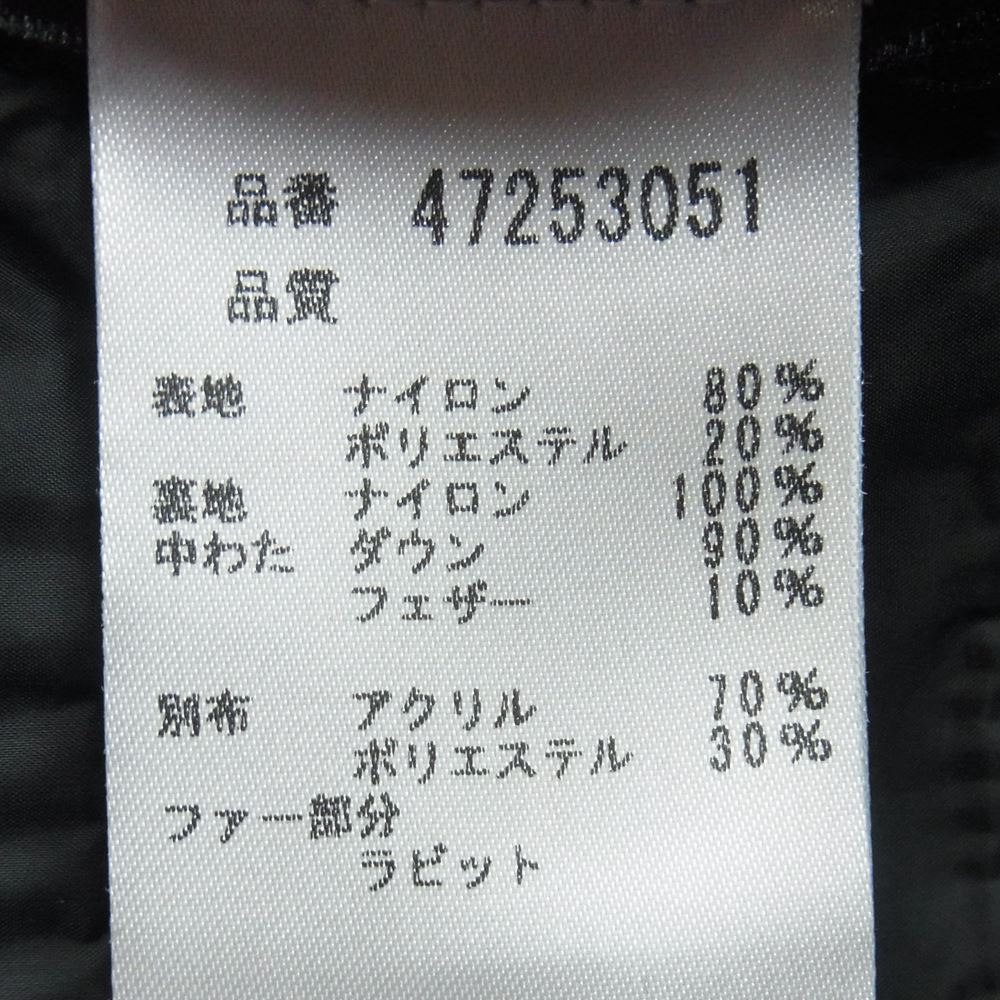 品番 47253051
品質
表地 ナイロン 80%
ポリエステル 20%
裏地 ナイロン 100%
中わた ダウン 90%
フェザー 10%
別布 アクリル 70%
ポリエステル 30%
ファー部分
ラビット